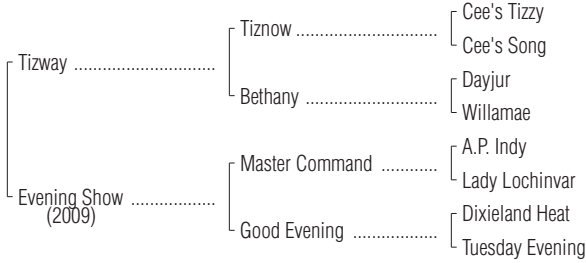 Cee's Tizzy
Tiznow ..............................
Cee's Song
Tizway ..............................
Dayjur
Bethany ............................
Willamae
A.P. Indy
Master Command ............
Lady Lochinvar
Evening Show ..................
(2009)
Dixieland Heat
Good Evening ..................
Tuesday Evening